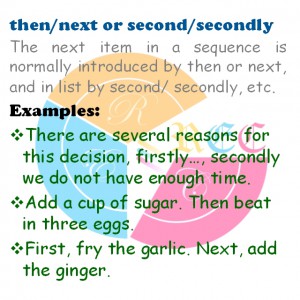 then/next or second/secondly
The next item in a sequence is
normally introduced by then or next,
and in list by second/ secondly, etc.
Examples:
❖There are several reasons for
this decision, firstly…, secondly
we do not have enough time.
❖Add a cup of sugar. Then beat
in three eggs.
❖First, fry the garlic. Next, add
the ginger.